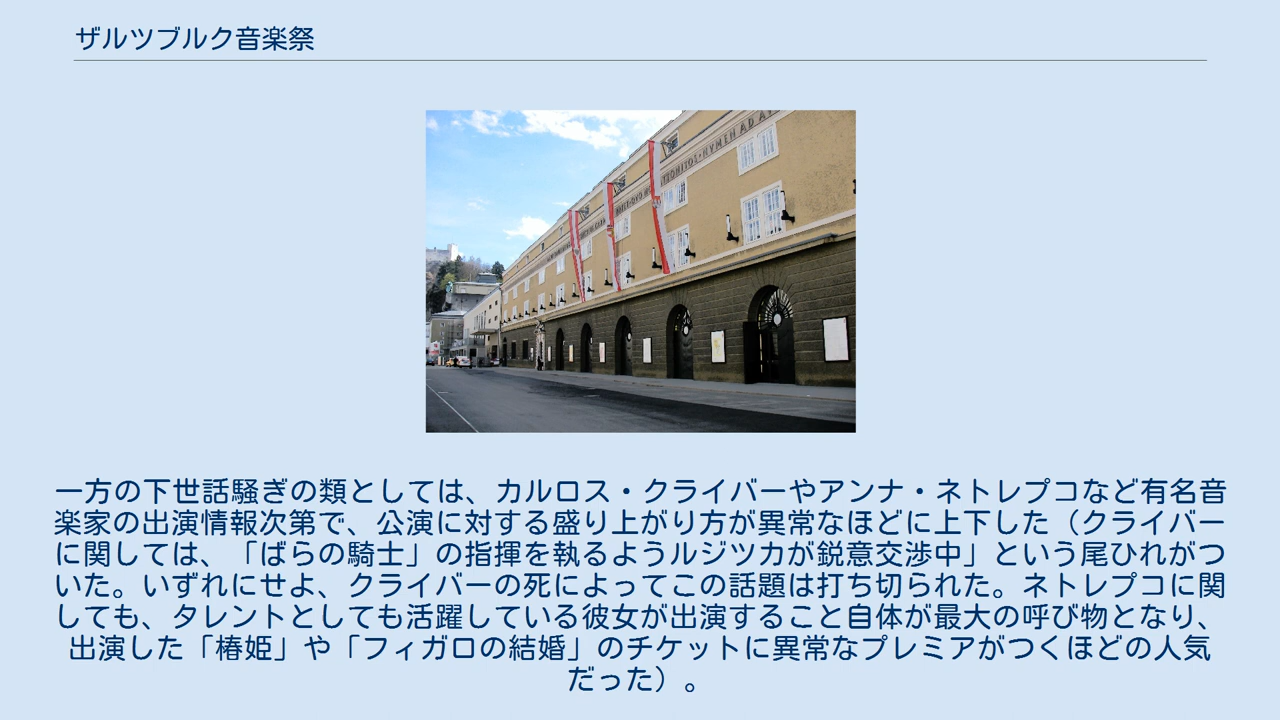 ザルツブルク音楽祭
HYMEN AD A
一方の下世話騒ぎの類としては、カルロス・クライバーやアンナ・ネトレプコなど有名音
楽家の出演情報次第で、公演に対する盛り上がり方が異常なほどに上下した（クライバー
に関しては、「ばらの騎士」の指揮を執るようルジツカが鋭意交渉中」という尾ひれがつ
いた。いずれにせよ、クライバーの死によってこの話題は打ち切られた。ネトレプコに関
しても、タレントとしても活躍している彼女が出演すること自体が最大の呼び物となり、
出演した「椿姫」や「フィガロの結婚」のチケットに異常なプレミアがつくほどの人気
だった）。